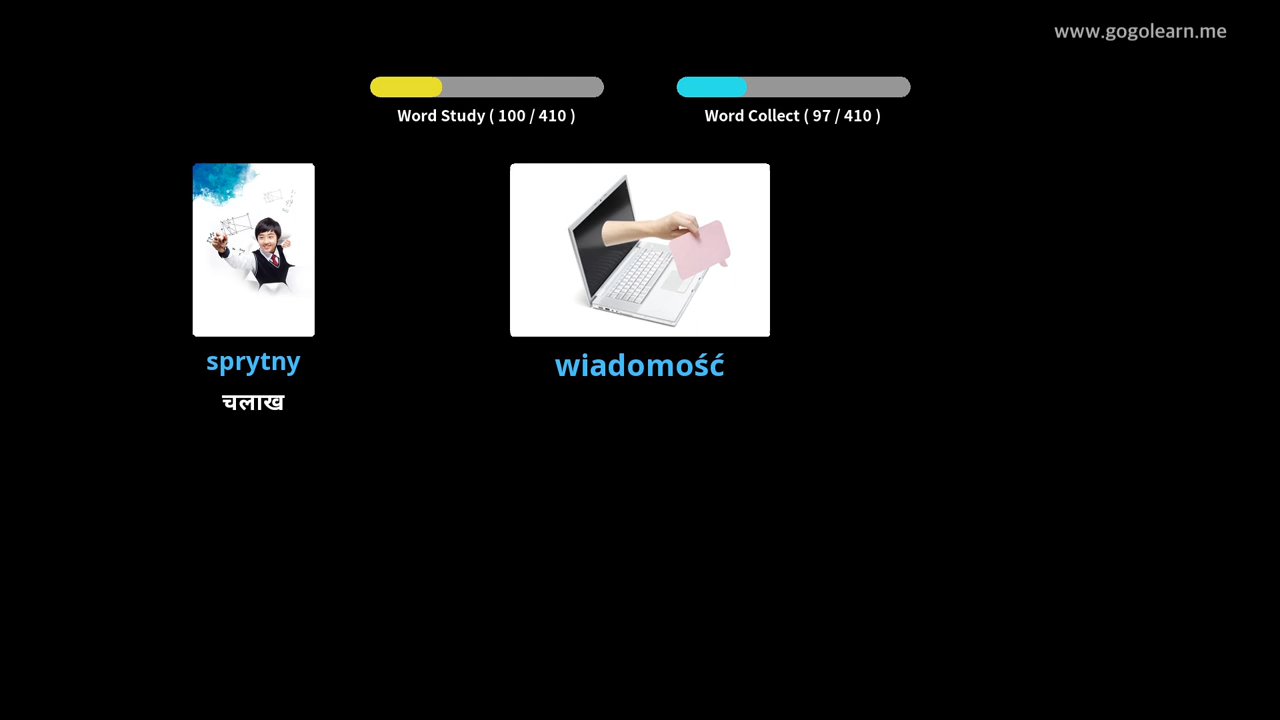 www.gogolearn.me
Word Study ( 100 / 410 )
Word Collect ( 97 / 410 )
sprytny
चलाख
wiadomość